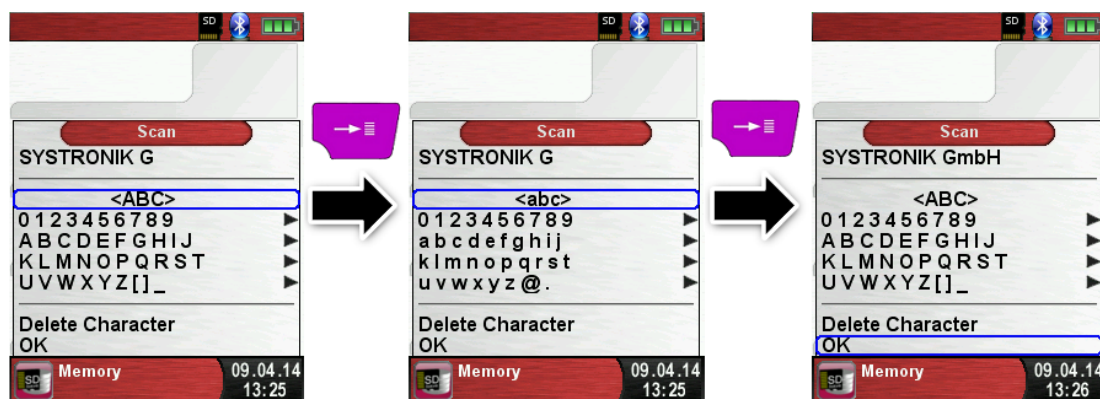 SD
Scan
SYSTRONIK G
<ABC>
0 1 2 3 4 5 6 7 8 9
A B C D E F G H I J
K L M N O P Q R S T
U V W X Y Z [ ] _
Delete Character
OK
SD
Memory
09.04.14
13:25
SD
Scan
SYSTRONIK G
<abc>
0 1 2 3 4 5 6 7 8 9
a b c d e f g h i j
k l m n o p q r s t
u v w x y z @ .
Delete Character
OK
SD
Memory
09.04.14
13:25
SD
Scan
SYSTRONIK GmbH
<ABC>
0 1 2 3 4 5 6 7 8 9
A B C D E F G H I J
K L M N O P Q R S T
U V W X Y Z [ ] _
Delete Character
OK
SD
Memory
09.04.14
13:26